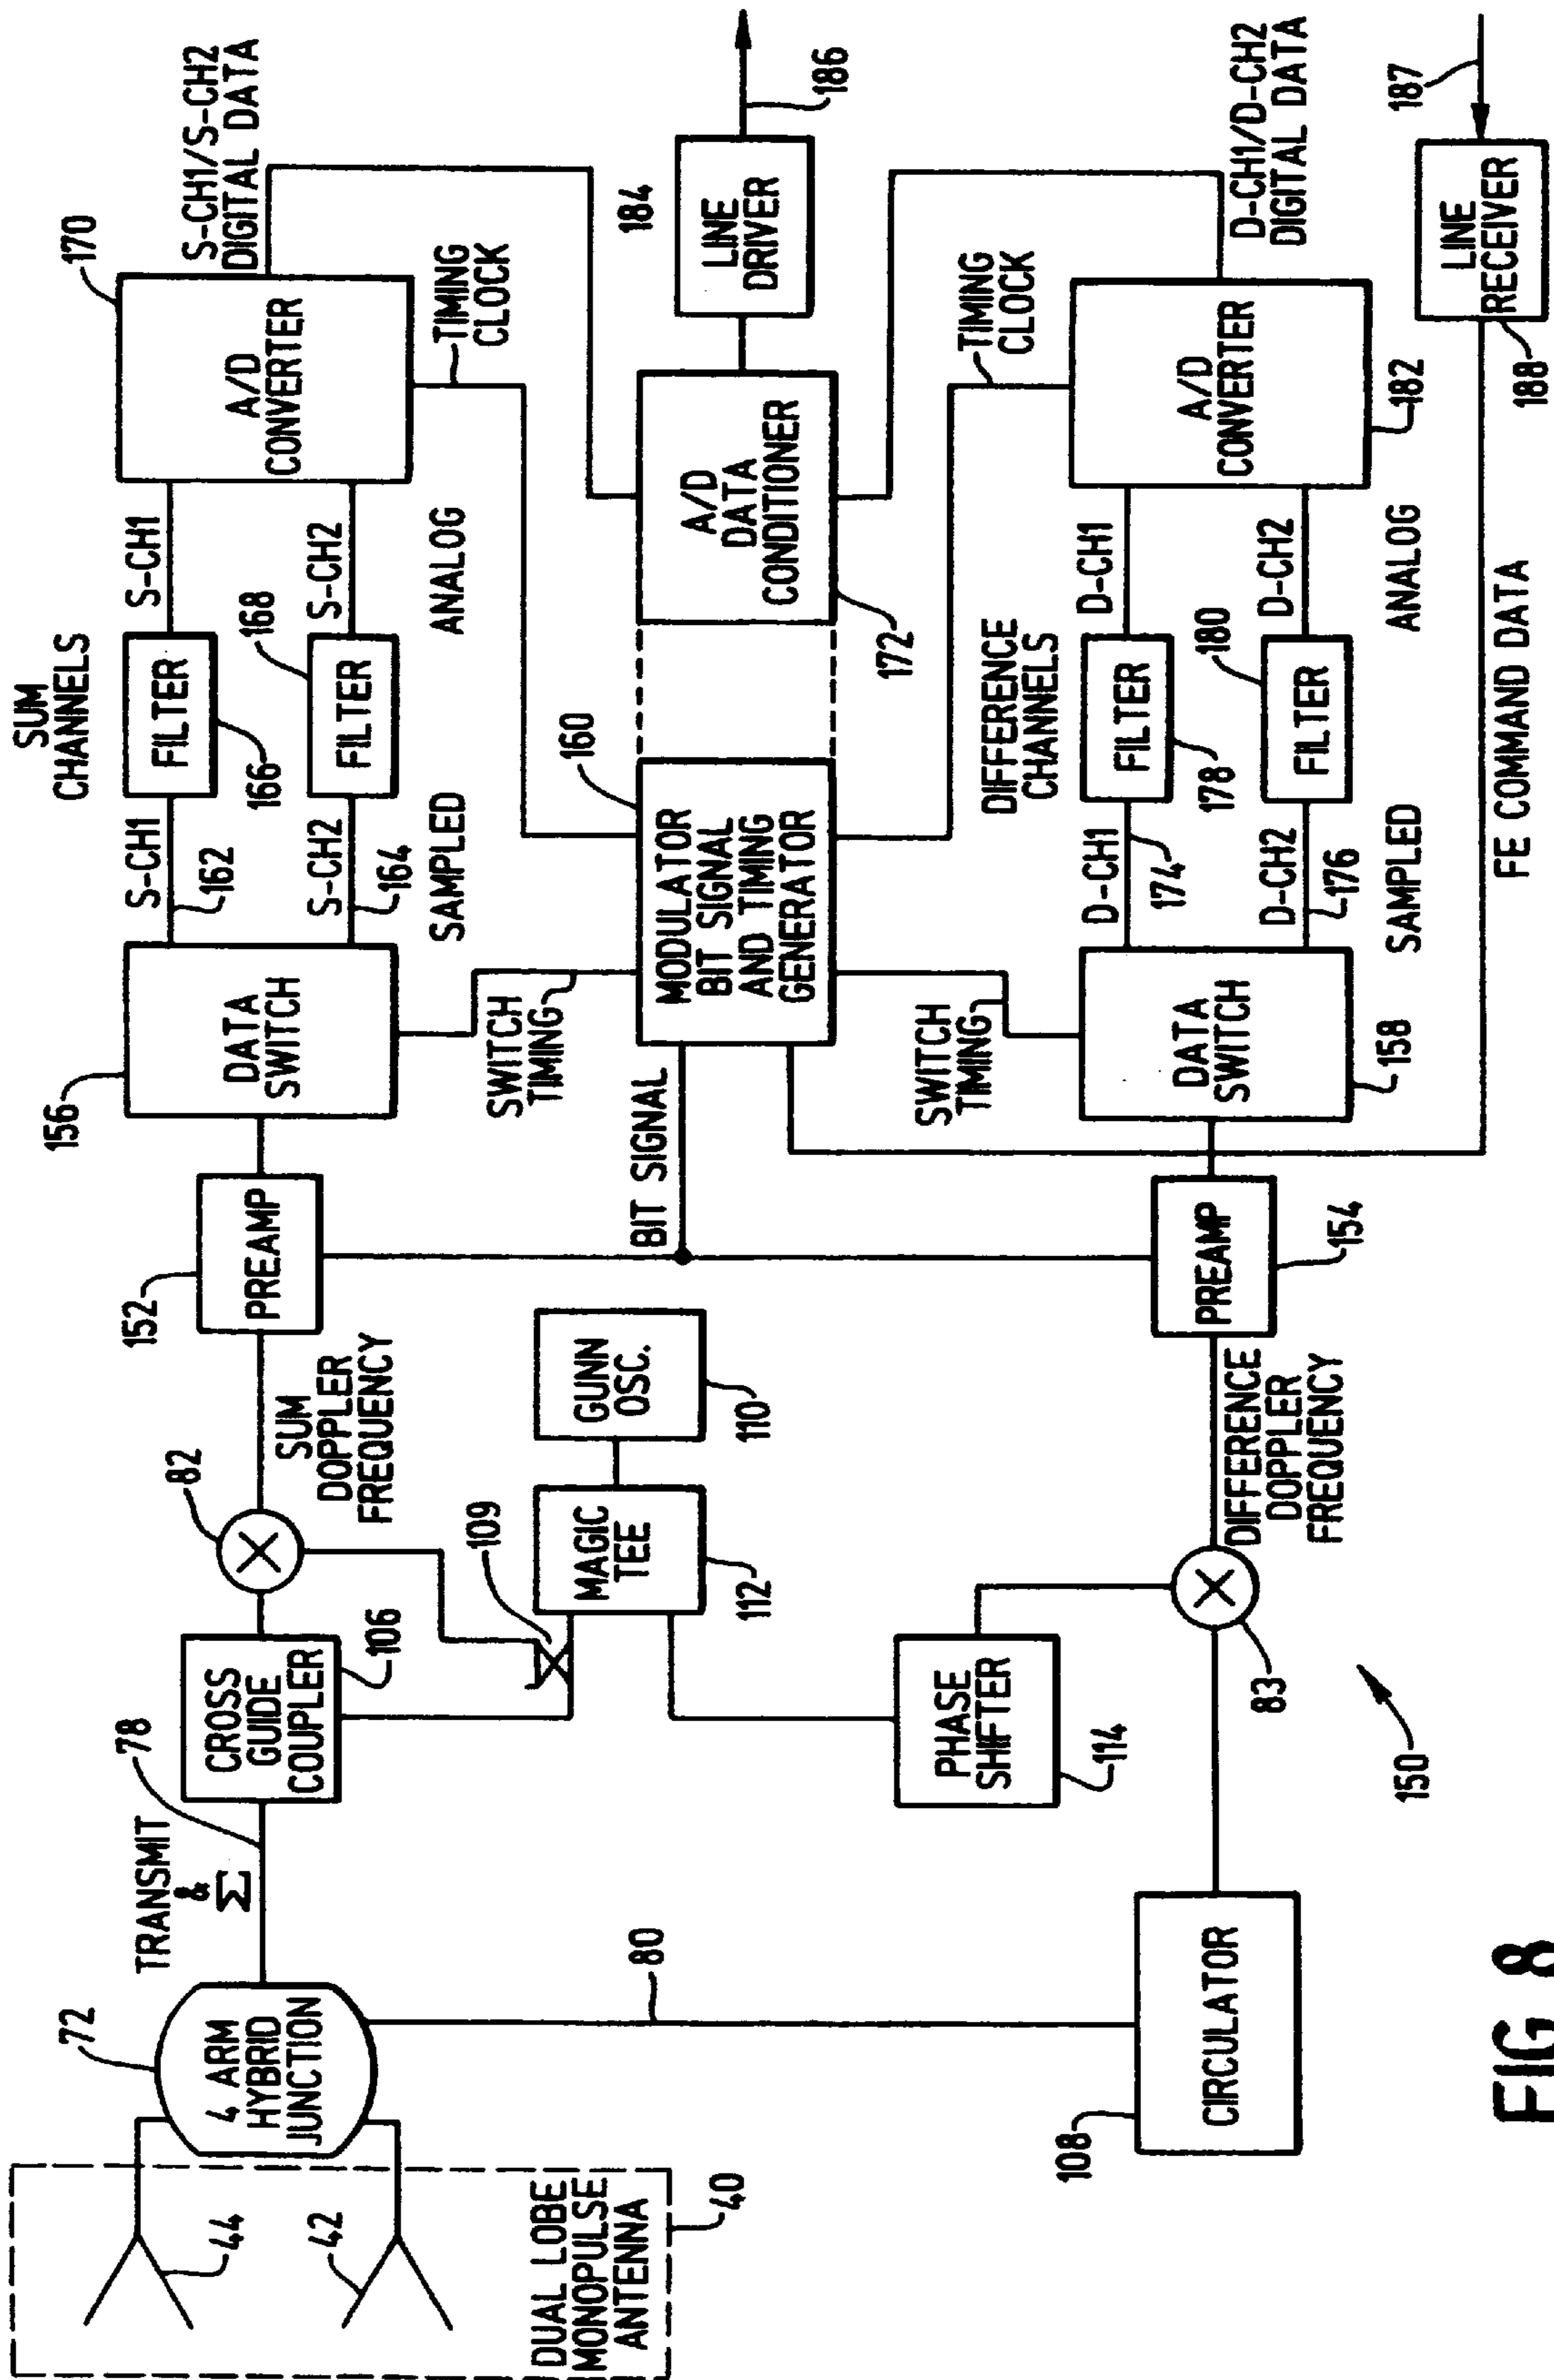 DUAL LOBE
MONOPULSE
ANTENNA
40
44
42
72
4 ARM
HYBRID
JUNCTION
TRANSMIT
&
Σ
78
80
CROSS
GUIDE
COUPLER
106
82
SUM
DOPPLER
FREQUENCY
109
MAGIC
TEE
112
GUNN
OSC.
110
PHASE
SHIFTER
114
CIRCULATOR
108
83
DIFFERENCE
DOPPLER
FREQUENCY
150
152
PREAMP
PREAMP
154
BIT SIGNAL
156
DATA
SWITCH
SWITCH
TIMING
SWITCH
TIMING
DATA
SWITCH
158
MODULATOR
BIT SIGNAL
AND TIMING
GENERATOR
160
SUM
CHANNELS
S-CH1
162
S-CH2
164
SAMPLED
FILTER
166
FILTER
168
S-CH1
S-CH2
ANALOG
170
A/D
CONVERTER
TIMING
CLOCK
S-CH1/S-CH2
DIGITAL DATA
A/D
DATA
CONDITIONER
172
LINE
DRIVER
184
186
DIFFERENCE
CHANNELS
D-CH1
174
D-CH2
176
SAMPLED
FILTER
178
FILTER
180
D-CH1
D-CH2
ANALOG
TIMING
CLOCK
A/D
CONVERTER
182
D-CH1/D-CH2
DIGITAL DATA
LINE
RECEIVER
187
188
FE COMMAND DATA
FIG 8